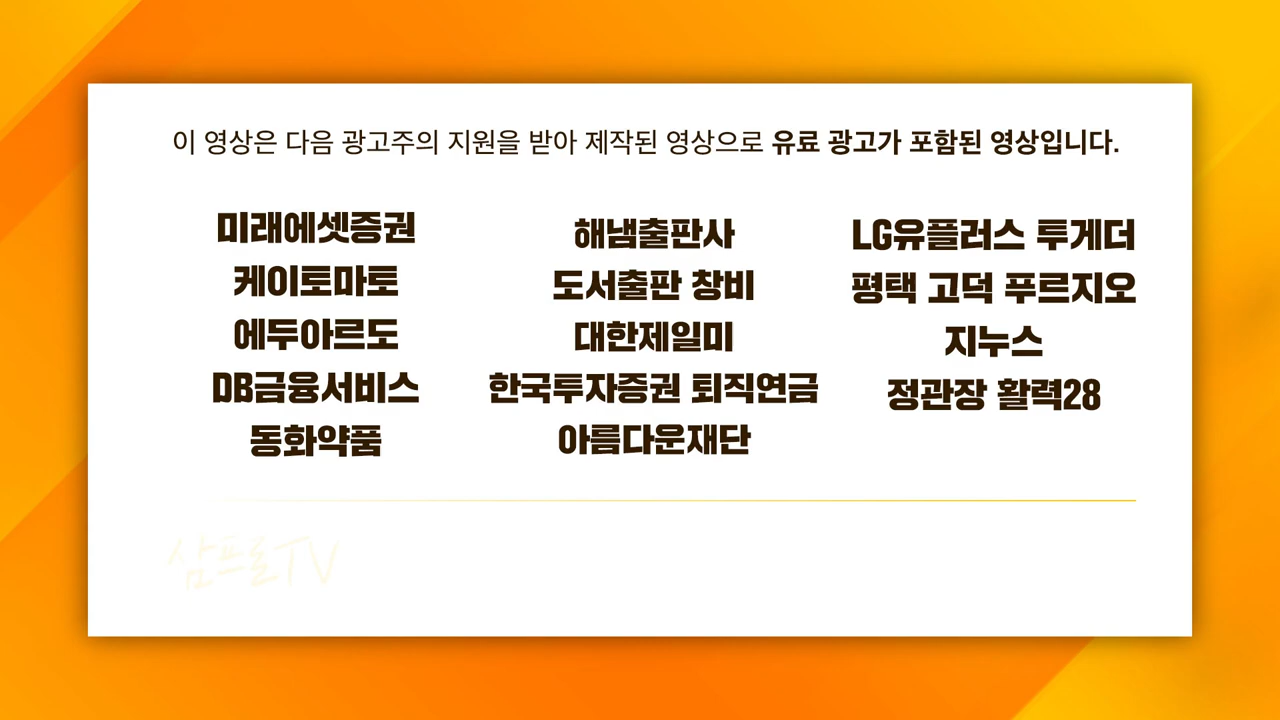 이 영상은 다음 광고주의 지원을 받아 제작된 영상으로 유료 광고가 포함된 영상입니다.
미래에셋증권
케이토마토
에두아르도
DB금융서비스
동화약품
해냄출판사
도서출판 창비
대한제일미
한국투자증권 퇴직연금
아름다운재단
LG유플러스 투게더
평택 고덕 푸르지오
지누스
정관장 활력28
삼프로TV